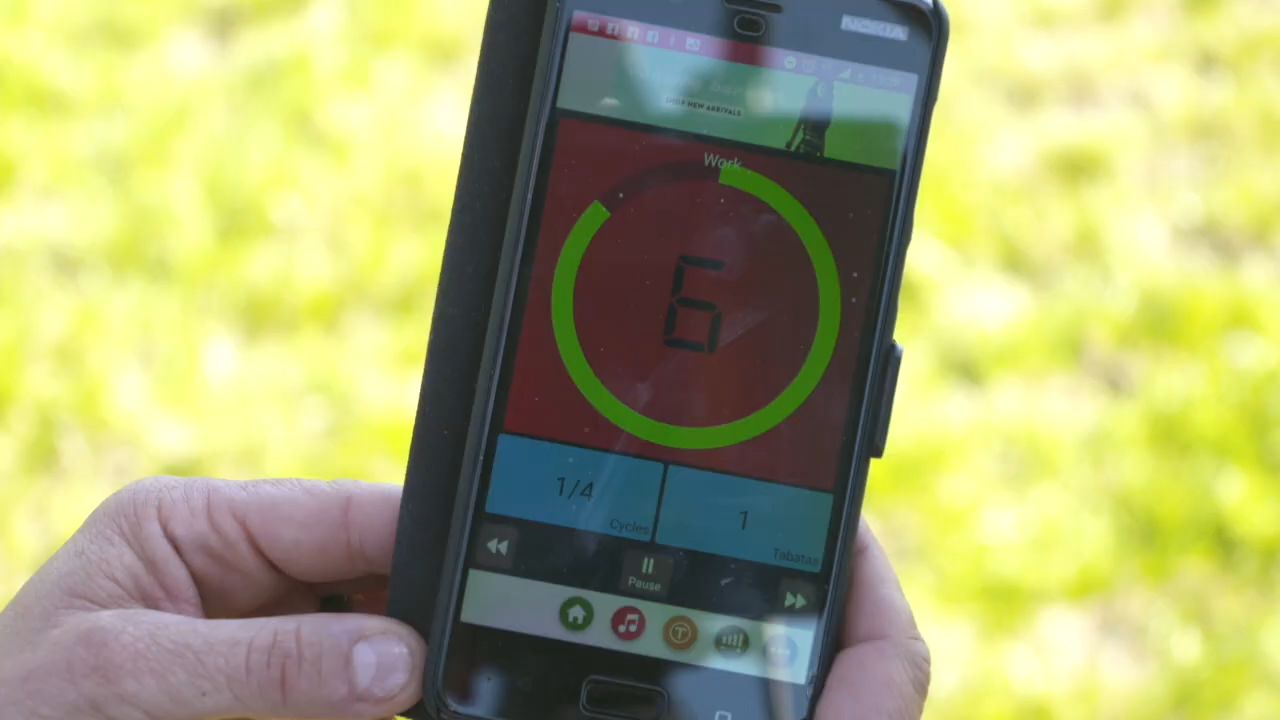 NOKIA
SHOP NEW ARRIVALS
Work
6
1/4
Cycles
1
Tabatas
Pause
T